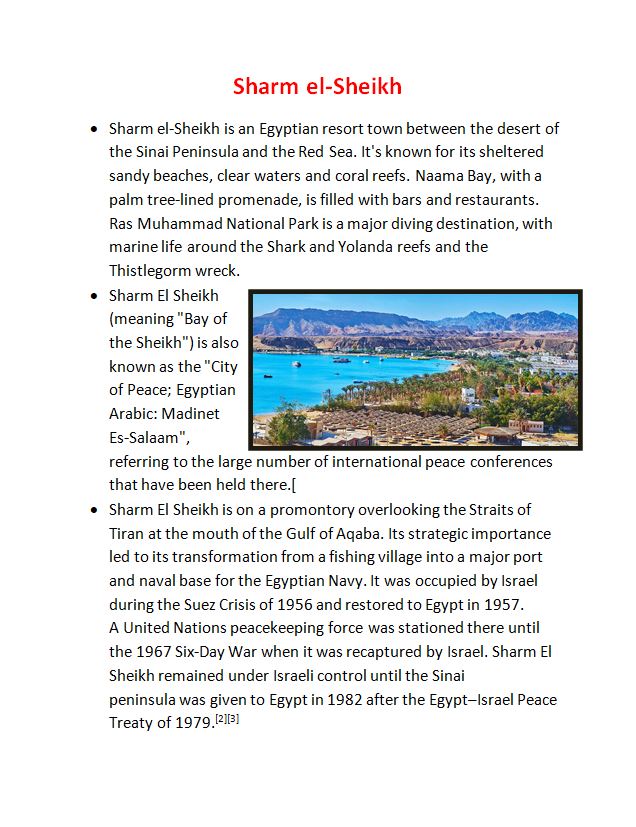 Sharm el-Sheikh
• Sharm el-Sheikh is an Egyptian resort town between the desert of
the Sinai Peninsula and the Red Sea. It's known for its sheltered
sandy beaches, clear waters and coral reefs. Naama Bay, with a
palm tree-lined promenade, is filled with bars and restaurants.
Ras Muhammad National Park is a major diving destination, with
marine life around the Shark and Yolanda reefs and the
Thistlegorm wreck.
• Sharm El Sheikh
(meaning "Bay of
the Sheikh") is also
known as the "City
of Peace; Egyptian
Arabic: Madinet
Es-Salaam",
referring to the large number of international peace conferences
that have been held there.[
• Sharm El Sheikh is on a promontory overlooking the Straits of
Tiran at the mouth of the Gulf of Aqaba. Its strategic importance
led to its transformation from a fishing village into a major port
and naval base for the Egyptian Navy. It was occupied by Israel
during the Suez Crisis of 1956 and restored to Egypt in 1957.
A United Nations peacekeeping force was stationed there until
the 1967 Six-Day War when it was recaptured by Israel. Sharm El
Sheikh remained under Israeli control until the Sinai
peninsula was given to Egypt in 1982 after the Egypt–Israel Peace
Treaty of 1979.[2][3]